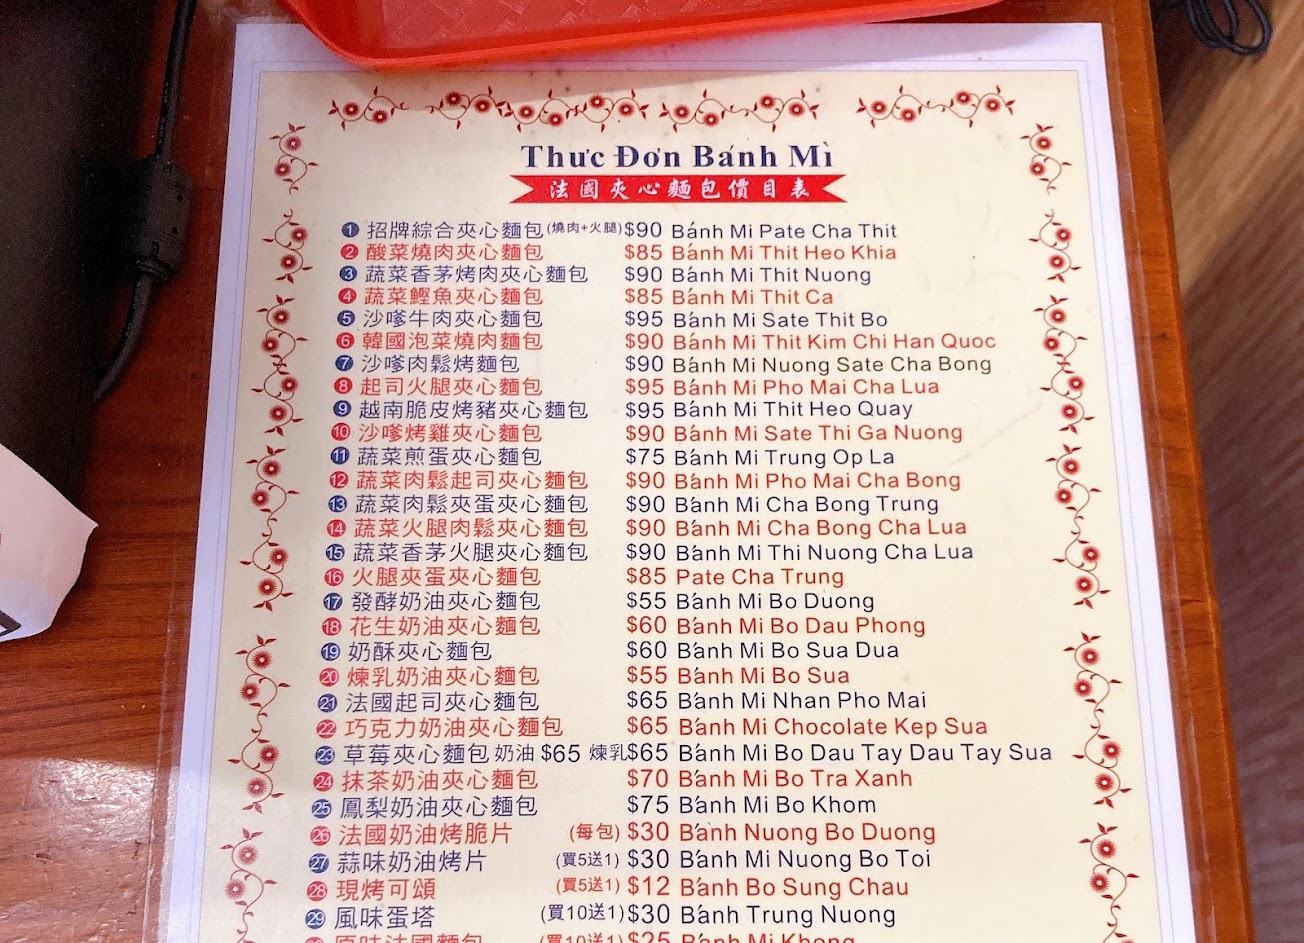 Thưc Đơn Bánh Mì
法國夾心麵包價目表
1 招牌綜合夾心麵包(燒肉+火腿) $90 Bánh Mi Pate Cha Thit
2 酸菜燒肉夾心麵包 $85 Bánh Mi Thit Heo Khia
3 蔬菜香茅烤肉夾心麵包 $90 Bánh Mi Thit Nuong
4 蔬菜鰹魚夾心麵包 $85 Bánh Mi Thit Ca
5 沙嗲牛肉夾心麵包 $95 Bánh Mi Sate Thit Bo
6 韓國泡菜燒肉麵包 $90 Bánh Mi Thit Kim Chi Han Quoc
7 沙嗲肉鬆烤麵包 $90 Bánh Mi Nuong Sate Cha Bong
8 起司火腿夾心麵包 $95 Bánh Mi Pho Mai Cha Lua
9 越南脆皮烤豬夾心麵包 $95 Bánh Mi Thit Heo Quay
10 沙嗲烤雞夾心麵包 $90 Bánh Mi Sate Thi Ga Nuong
11 蔬菜煎蛋夾心麵包 $75 Bánh Mi Trung Op La
12 蔬菜肉鬆起司夾心麵包 $90 Bánh Mi Pho Mai Cha Bong
13 蔬菜肉鬆夾蛋夾心麵包 $90 Bánh Mi Cha Bong Trung
14 蔬菜火腿肉鬆夾心麵包 $90 Bánh Mi Cha Bong Cha Lua
15 蔬菜香茅火腿夾心麵包 $90 Bánh Mi Thi Nuong Cha Lua
16 火腿夾蛋夾心麵包 $85 Pate Cha Trung
17 發酵奶油夾心麵包 $55 Bánh Mi Bo Duong
18 花生奶油夾心麵包 $60 Bánh Mi Bo Dau Phong
19 奶酥夾心麵包 $60 Bánh Mi Bo Sua Dua
20 煉乳奶油夾心麵包 $55 Bánh Mi Bo Sua
21 法國起司夾心麵包 $65 Bánh Mi Nhan Pho Mai
22 巧克力奶油夾心麵包 $65 Bánh Mi Chocolate Kep Sua
23 草莓夾心麵包 奶油 $65 煉乳$65 Bánh Mi Bo Dau Tay Dau Tay Sua
24 抹茶奶油夾心麵包 $70 Bánh Mi Bo Tra Xanh
25 鳳梨奶油夾心麵包 $75 Bánh Mi Bo Khom
26 法國奶油烤脆片 (每包) $30 Bánh Nuong Bo Duong
27 蒜味奶油烤片 (買5送1) $30 Bánh Mi Nuong Bo Toi
28 現烤可頌 (買5送1) $12 Bánh Bo Sung Chau
29 風味蛋塔 (買10送1) $30 Bánh Trung Nuong
原味法國麵包 (買10送1) $25 Bánh Mi Khong